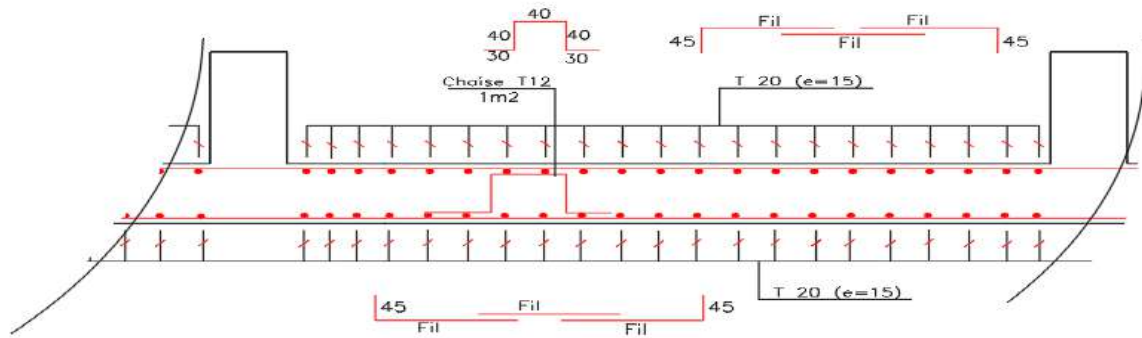 40
40 40
30 30
Fil Fil
45 Fil 45
Chaise T12
1m2
T 20 (e=15)
T 20 (e=15)
45 Fil 45
Fil Fil